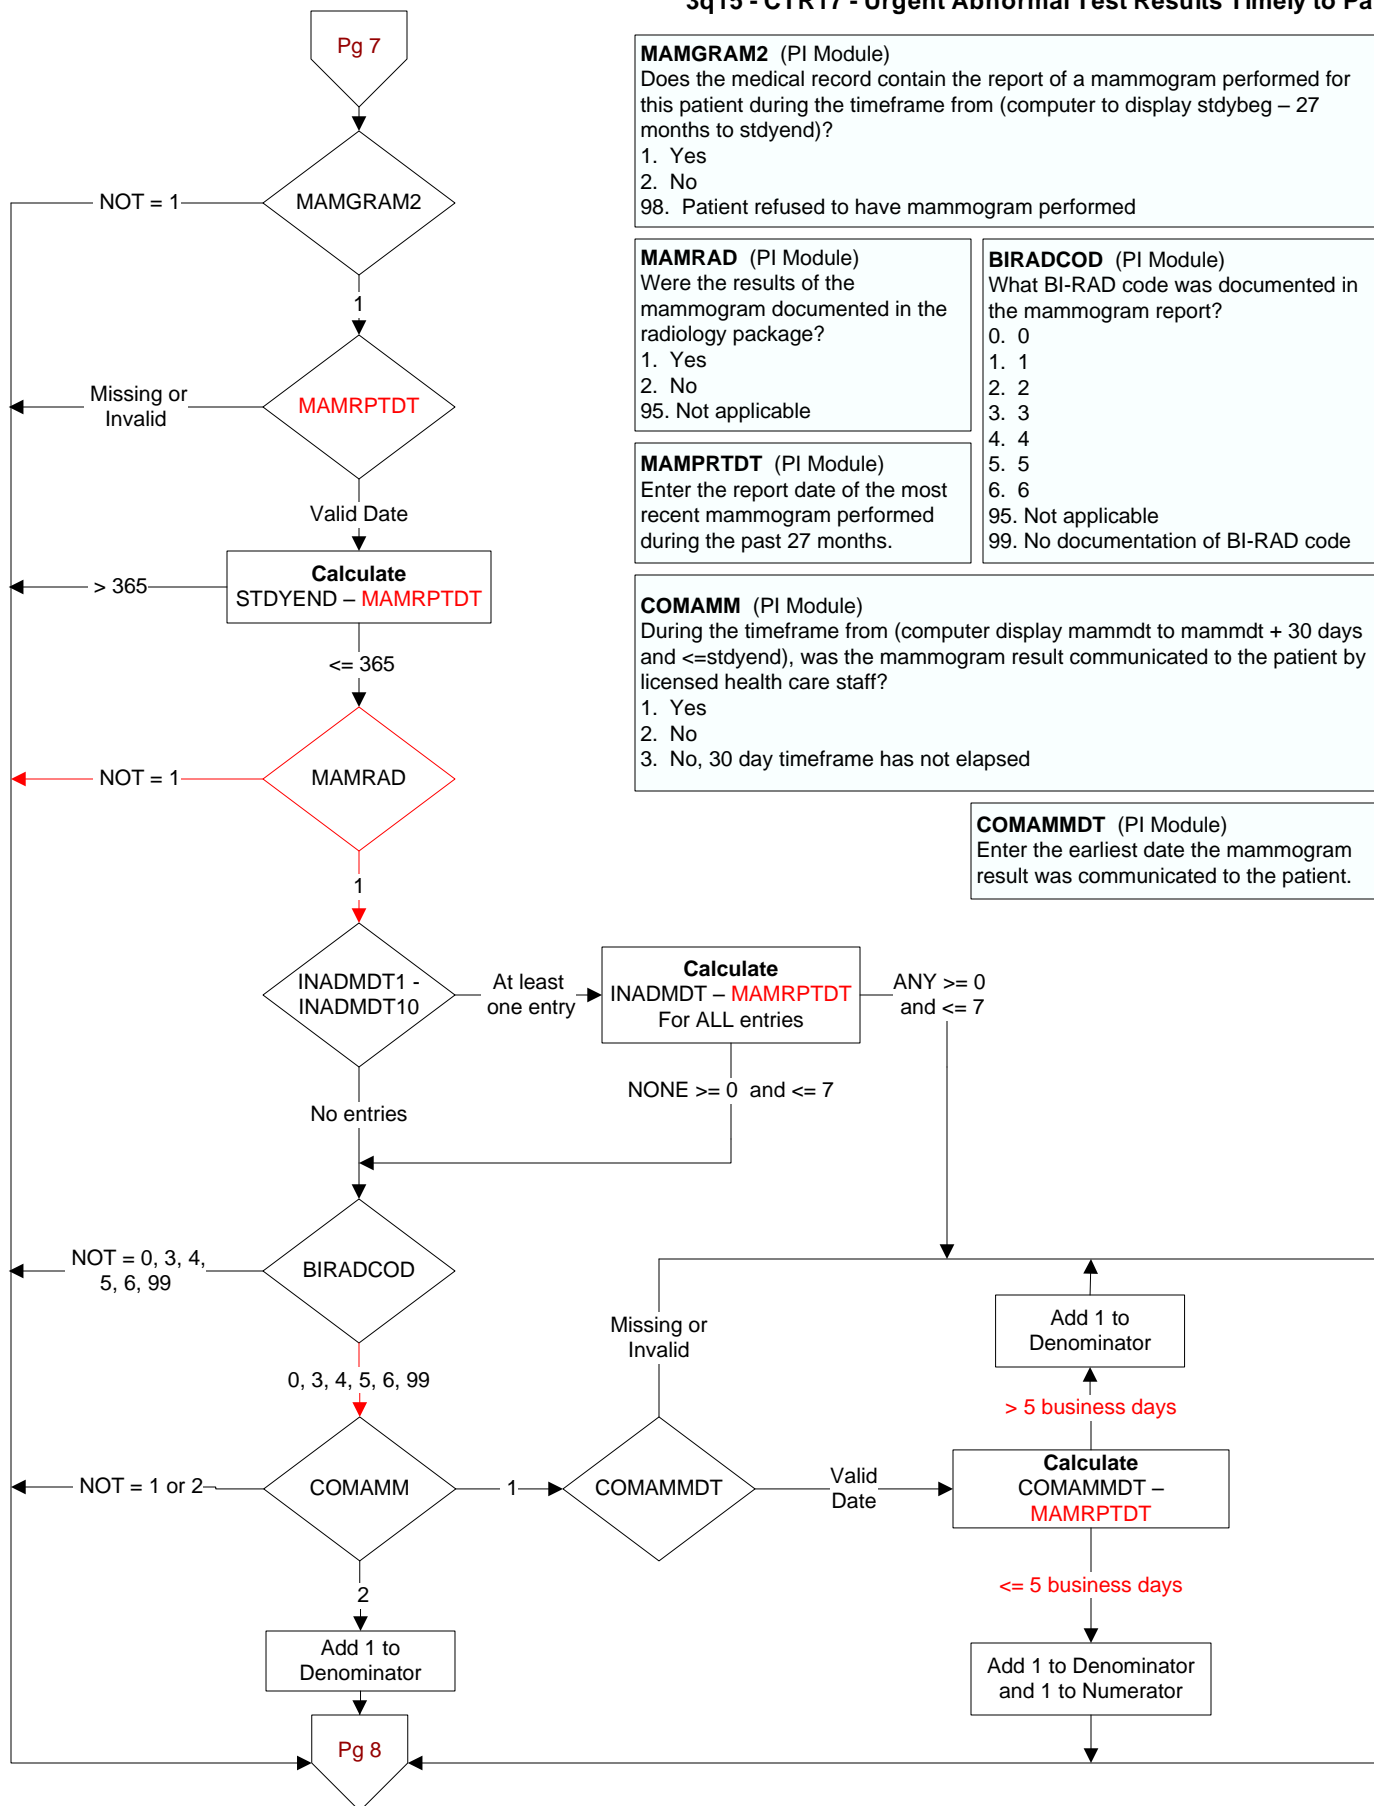 3q15 - CTR17 - Urgent Abnormal Test Results Timely to Pa
Pg 7
MAMGRAM2 (PI Module)
Does the medical record contain the report of a mammogram performed for
this patient during the timeframe from (computer to display stdybeg – 27
months to stdyend)?
1. Yes
2. No
98. Patient refused to have mammogram performed
NOT = 1
MAMGRAM2
1
MAMRAD (PI Module)
Were the results of the
mammogram documented in the
radiology package?
1. Yes
2. No
95. Not applicable
BIRADCOD (PI Module)
What BI-RAD code was documented in
the mammogram report?
0. 0
1. 1
2. 2
3. 3
4. 4
5. 5
6. 6
95. Not applicable
99. No documentation of BI-RAD code
Missing or
Invalid
MAMRPTDT
MAMPRTDT (PI Module)
Enter the report date of the most
recent mammogram performed
during the past 27 months.
Valid Date
> 365
Calculate
STDYEND – MAMRPTDT
<= 365
COMAMM (PI Module)
During the timeframe from (computer display mammdt to mammdt + 30 days
and <=stdyend), was the mammogram result communicated to the patient by
licensed health care staff?
1. Yes
2. No
3. No, 30 day timeframe has not elapsed
NOT = 1
MAMRAD
1
COMAMMDT (PI Module)
Enter the earliest date the mammogram
result was communicated to the patient.
INADMDT1 -
INADMDT10
At least
one entry
Calculate
INADMDT – MAMRPTDT
For ALL entries
ANY >= 0
and <= 7
NONE >= 0 and <= 7
No entries
NOT = 0, 3, 4,
5, 6, 99
BIRADCOD
0, 3, 4, 5, 6, 99
Missing or
Invalid
Add 1 to
Denominator
> 5 business days
NOT = 1 or 2
COMAMM
1
COMAMMDT
Valid
Date
Calculate
COMAMMDT –
MAMRPTDT
<= 5 business days
2
Add 1 to
Denominator
Add 1 to Denominator
and 1 to Numerator
Pg 8